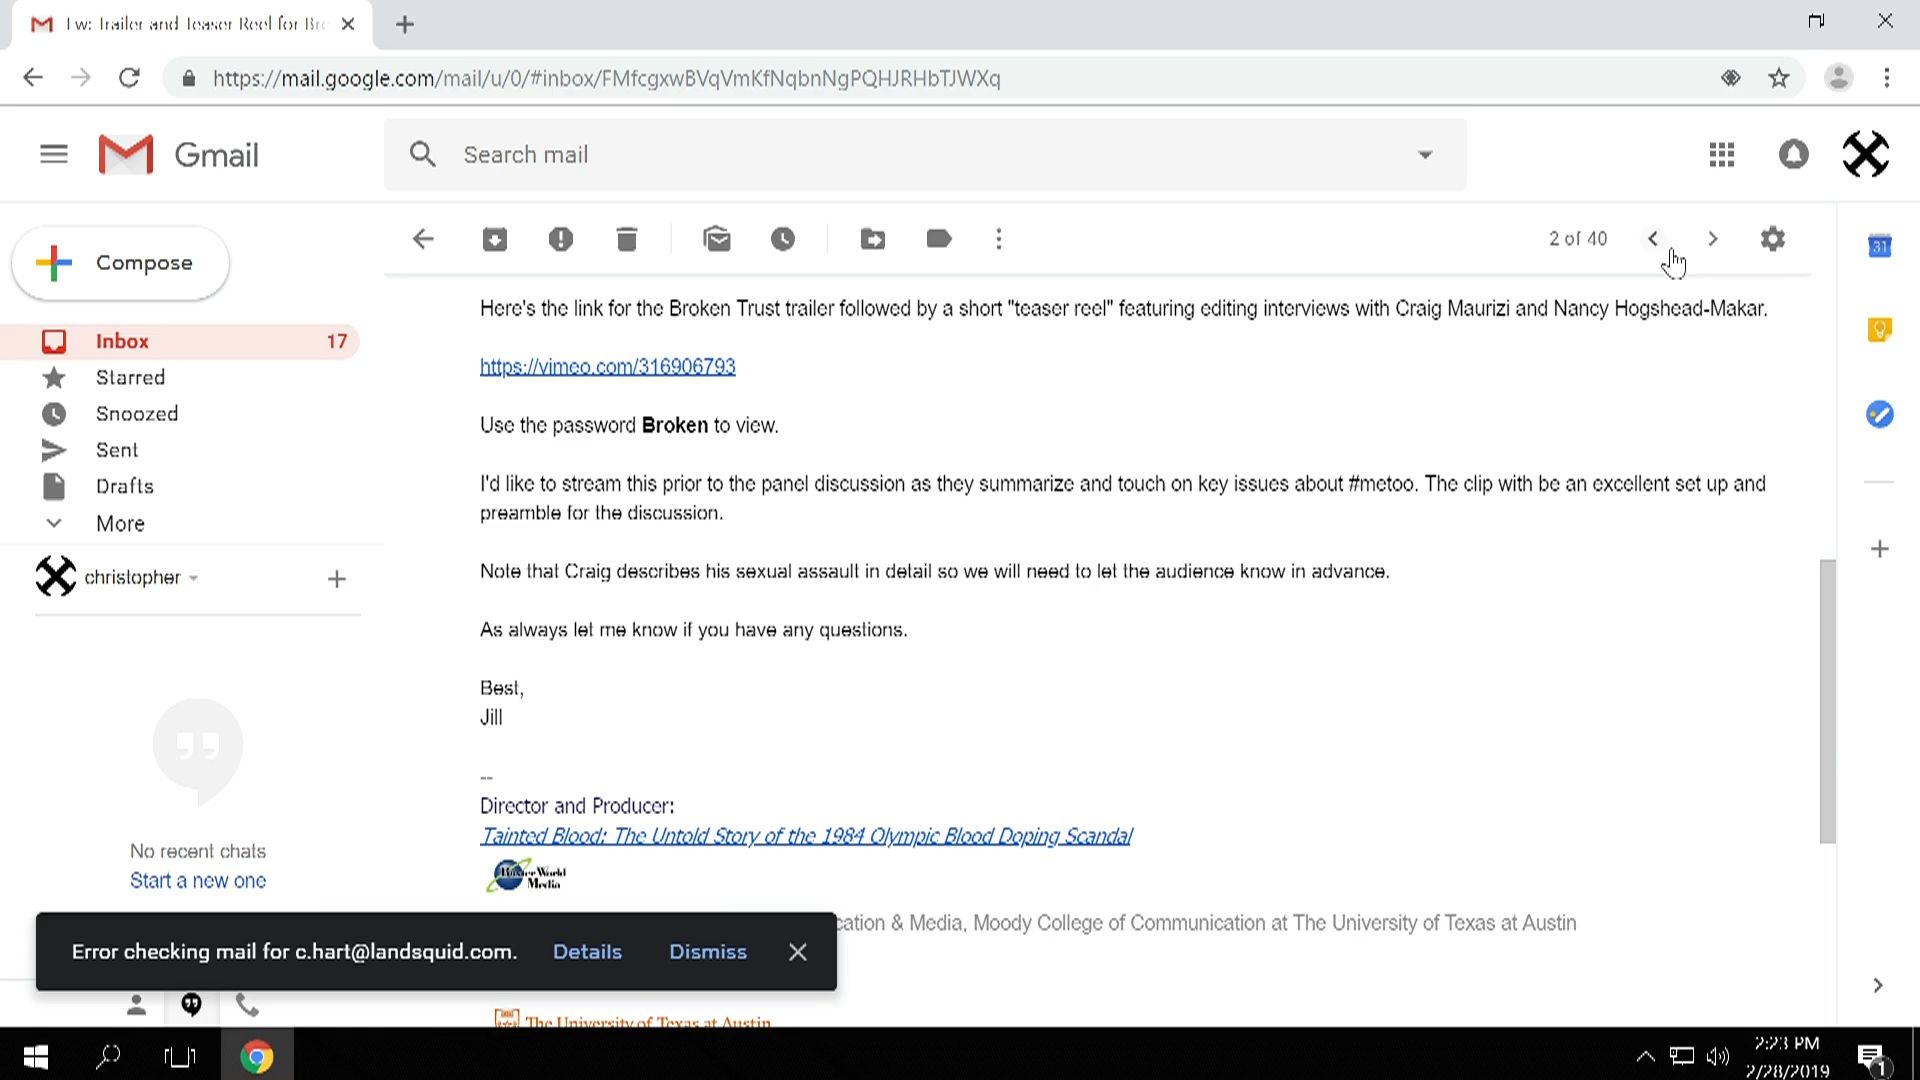 Fw: Trailer and Teaser Reel for Bro
https://mail.google.com/mail/u/0/#inbox/FMfcgxwBVqVmKfNqbnNgPQHJRHbTJWXq
Gmail
Search mail
Compose
2 of 40
31
Inbox 17
Starred
Snoozed
Sent
Drafts
More
christopher
No recent chats
Start a new one
Here's the link for the Broken Trust trailer followed by a short "teaser reel" featuring editing interviews with Craig Maurizi and Nancy Hogshead-Makar.
https://vimeo.com/316906793
Use the password Broken to view.
I'd like to stream this prior to the panel discussion as they summarize and touch on key issues about #metoo. The clip with be an excellent set up and
preamble for the discussion.
Note that Craig describes his sexual assault in detail so we will need to let the audience know in advance.
As always let me know if you have any questions.
Best,
Jill
--
Director and Producer:
Tainted Blood: The Untold Story of the 1984 Olympic Blood Doping Scandal
World
Media
cation & Media, Moody College of Communication at The University of Texas at Austin
Error checking mail for c.hart@landsquid.com. Details Dismiss
The University of Texas at Austin
2:23 PM
2/28/2019
1